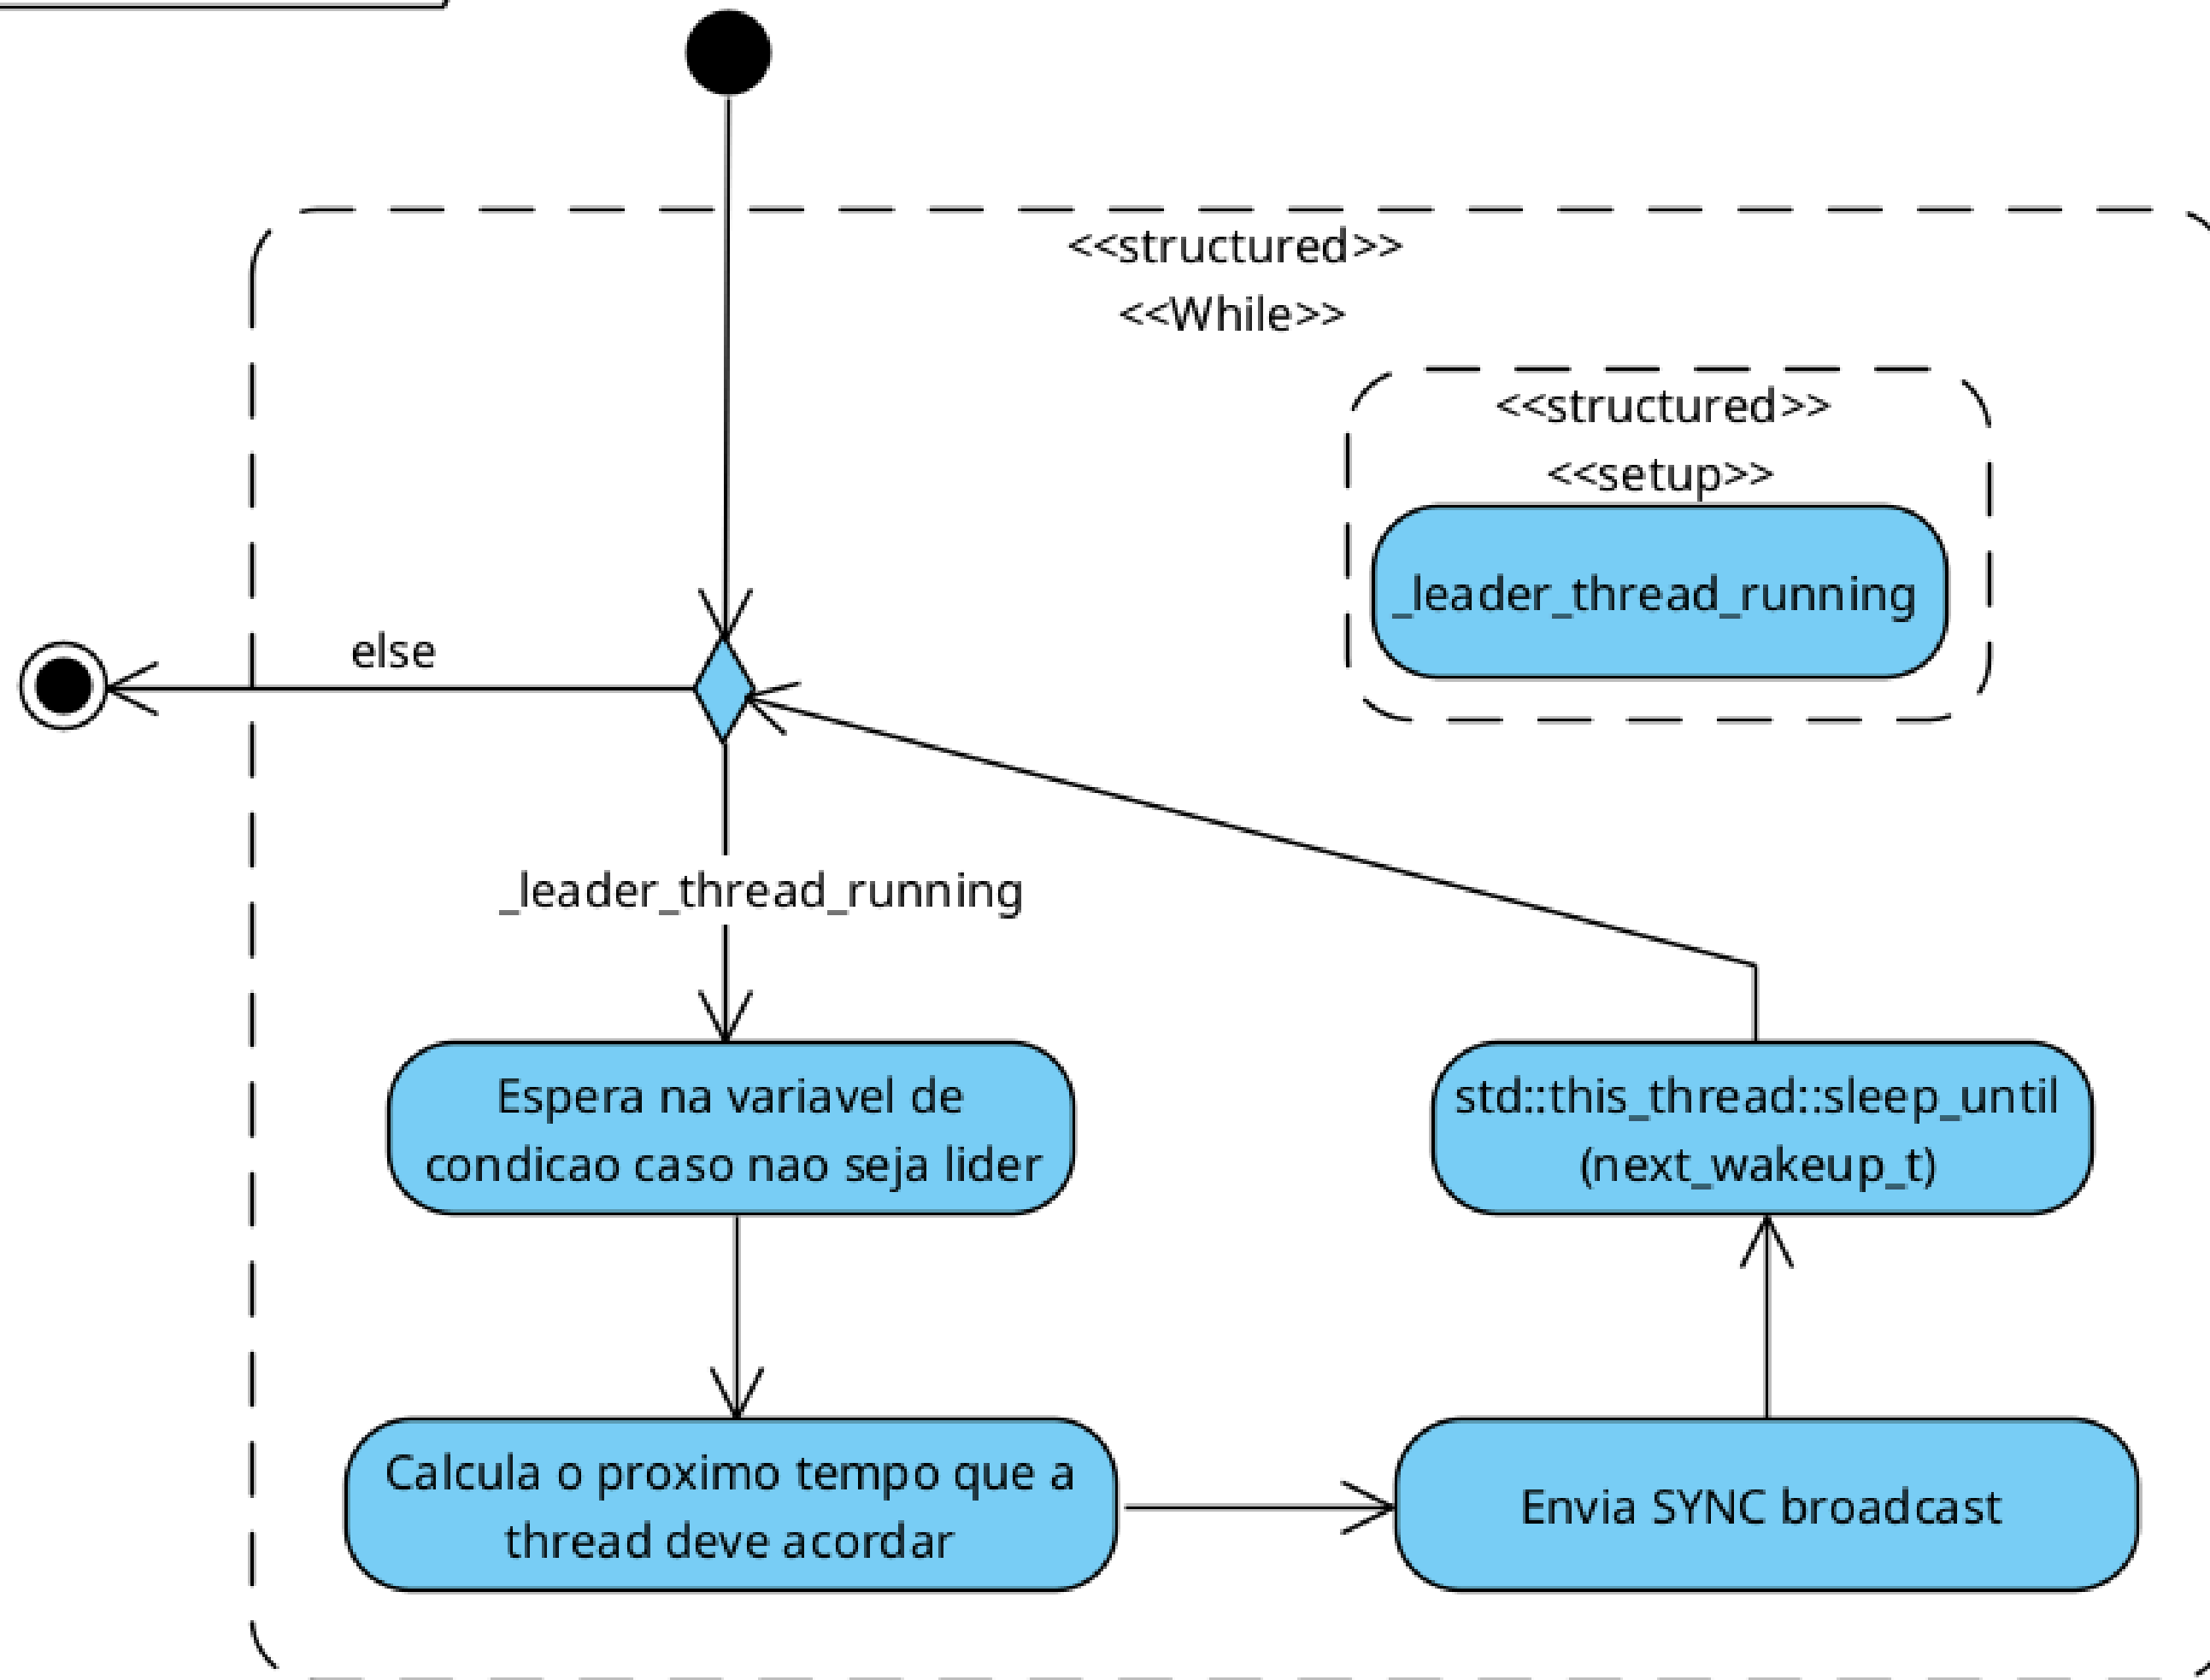 <<structured>>
<<While>>
<<structured>>
<<setup>>
_leader_thread_running
else
_leader_thread_running
Espera na variavel de
condicao caso nao seja lider
std::this_thread::sleep_until
(next_wakeup_t)
Calcula o proximo tempo que a
thread deve acordar
Envia SYNC broadcast